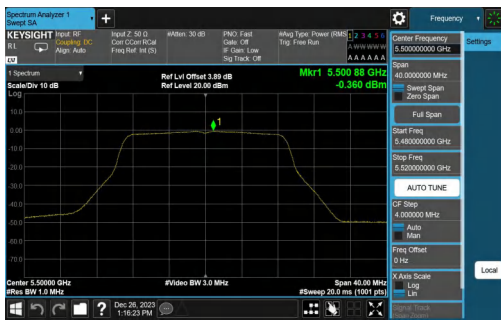 Spectrum Analyzer 1
Swept SA
Frequency
KEYSIGHT
Input: RF
Coupling: DC
Align: Auto
Input Z: 50 Ω
Corr CCorr RCal
Freq Ref: Int (S)
#Atten: 30 dB
PNO: Fast
Gate: Off
IF Gain: Low
Sig Track: Off
#Avg Type: Power (RMS)
Trig: Free Run
1 2 3 4 5 6
A W W W W W
A A A A A A
RL
1 Spectrum
Scale/Div 10 dB
Log
Ref Lvl Offset 3.89 dB
Ref Level 20.00 dBm
Mkr1 5.500 88 GHz
-0.360 dBm
1
10.0
0.00
-10.0
-20.0
-30.0
-40.0
-50.0
-60.0
-70.0
Center 5.50000 GHz
#Res BW 1.0 MHz
#Video BW 3.0 MHz
Span 40.00 MHz
#Sweep 20.0 ms (1001 pts)
Center Frequency
5.500000000 GHz
Settings
Span
40.0000000 MHz
Swept Span
Zero Span
Full Span
Start Freq
5.480000000 GHz
Stop Freq
5.520000000 GHz
AUTO TUNE
CF Step
4.000000 MHz
Auto
Man
Freq Offset
0 Hz
X Axis Scale
Log
Lin
Signal Track
Local
?
Dec 26, 2023
1:16:23 PM